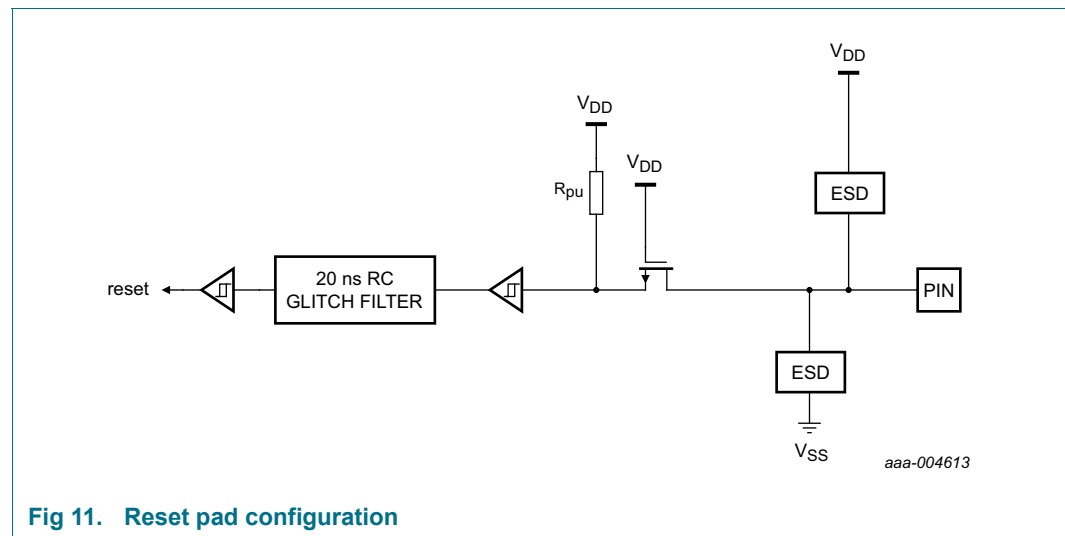 VDD
VDD
VDD
Rpu
ESD
reset
20 ns RC
GLITCH FILTER
PIN
ESD
VSS
aaa-004613
Fig 11. Reset pad configuration